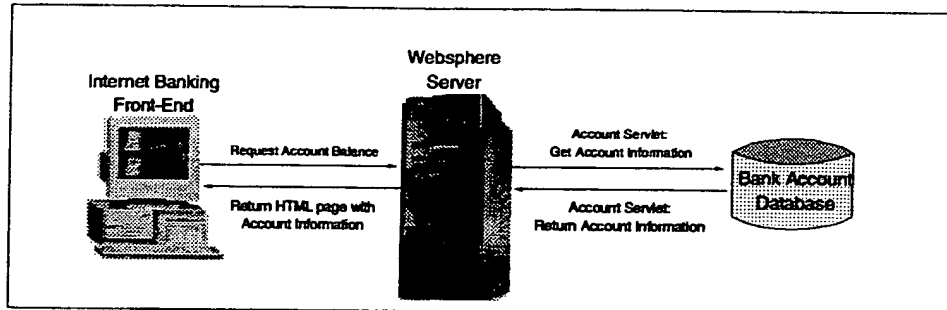 Websphere
Server
Internet Banking
Front-End
Request Account Balance
Return HTML page with
Account Information
Account Servlet:
Get Account Information
Account Servlet:
Return Account Information
Bank Account
Database